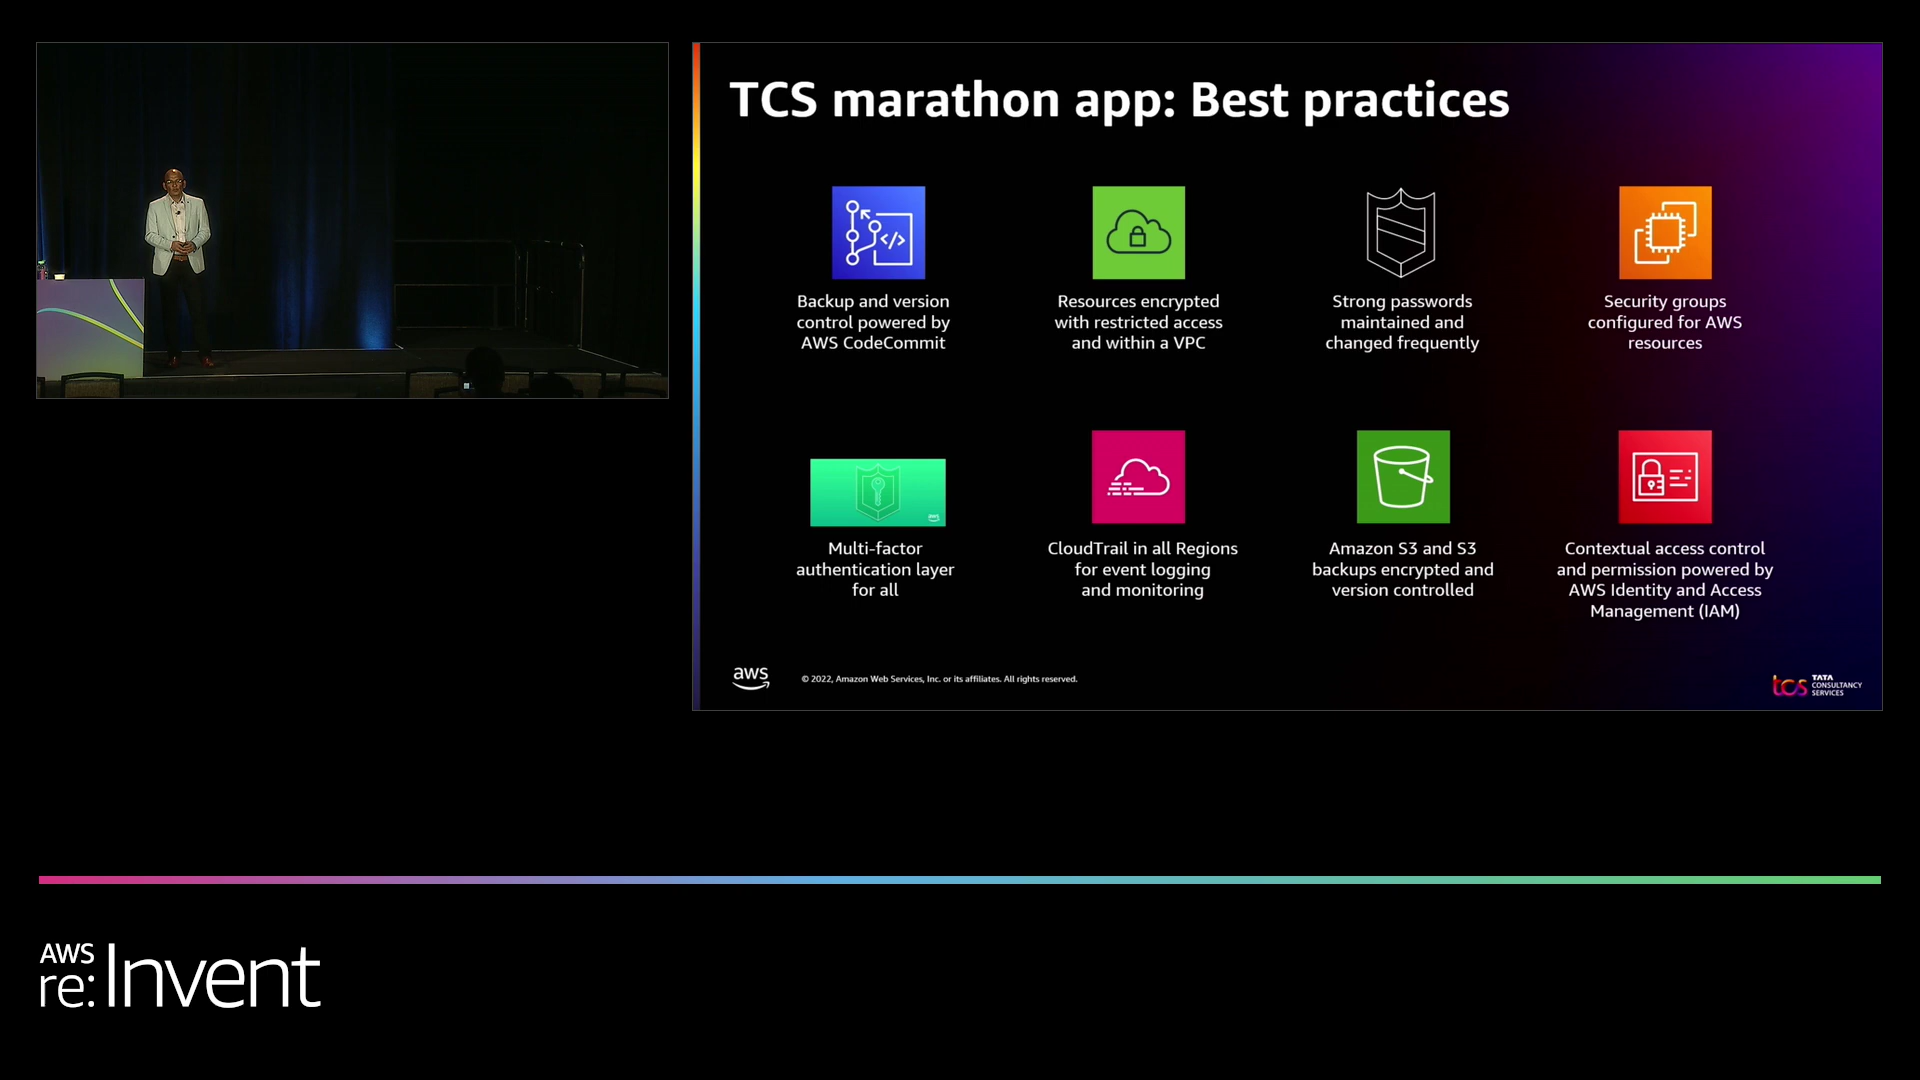 TCS marathon app: Best practices
Backup and version
control powered by
AWS CodeCommit
Resources encrypted
with restricted access
and within a VPC
Strong passwords
maintained and
changed frequently
Security groups
configured for AWS
resources
Multi-factor
authentication layer
for all
CloudTrail in all Regions
for event logging
and monitoring
Amazon S3 and S3
backups encrypted and
version controlled
Contextual access control
and permission powered by
AWS Identity and Access
Management (IAM)
aws
aws
© 2022, Amazon Web Services, Inc. or its affiliates. All rights reserved.
tcs TATA
CONSULTANCY
SERVICES
AWS
re:Invent